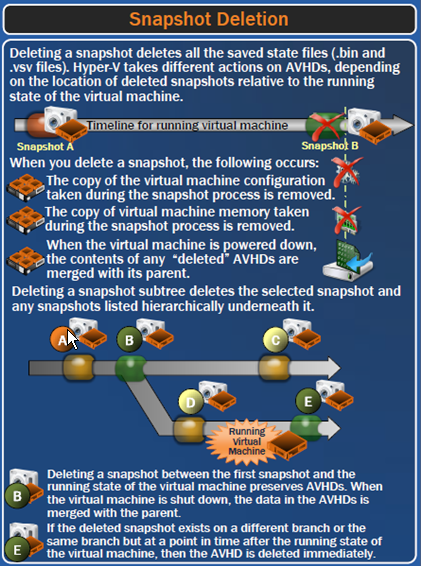 Snapshot Deletion
Deleting a snapshot deletes all the saved state files (.bin and
.vsv files). Hyper-V takes different actions on AVHDs, depending
on the location of deleted snapshots relative to the running
state of the virtual machine.
Timeline for running virtual machine
Snapshot A
Snapshot B
When you delete a snapshot, the following occurs:
The copy of the virtual machine configuration
taken during the snapshot process is removed.
The copy of virtual machine memory taken
during the snapshot process is removed.
When the virtual machine is powered down,
the contents of any “deleted” AVHDs are
merged with its parent.
Deleting a snapshot subtree deletes the selected snapshot and
any snapshots listed hierarchically underneath it.
A
B
C
D
E
Running
Virtual
Machine
B
Deleting a snapshot between the first snapshot and the
running state of the virtual machine preserves AVHDs. When
the virtual machine is shut down, the data in the AVHDs is
merged with the parent.
E
If the deleted snapshot exists on a different branch or the
same branch but at a point in time after the running state of
the virtual machine, then the AVHD is deleted immediately.